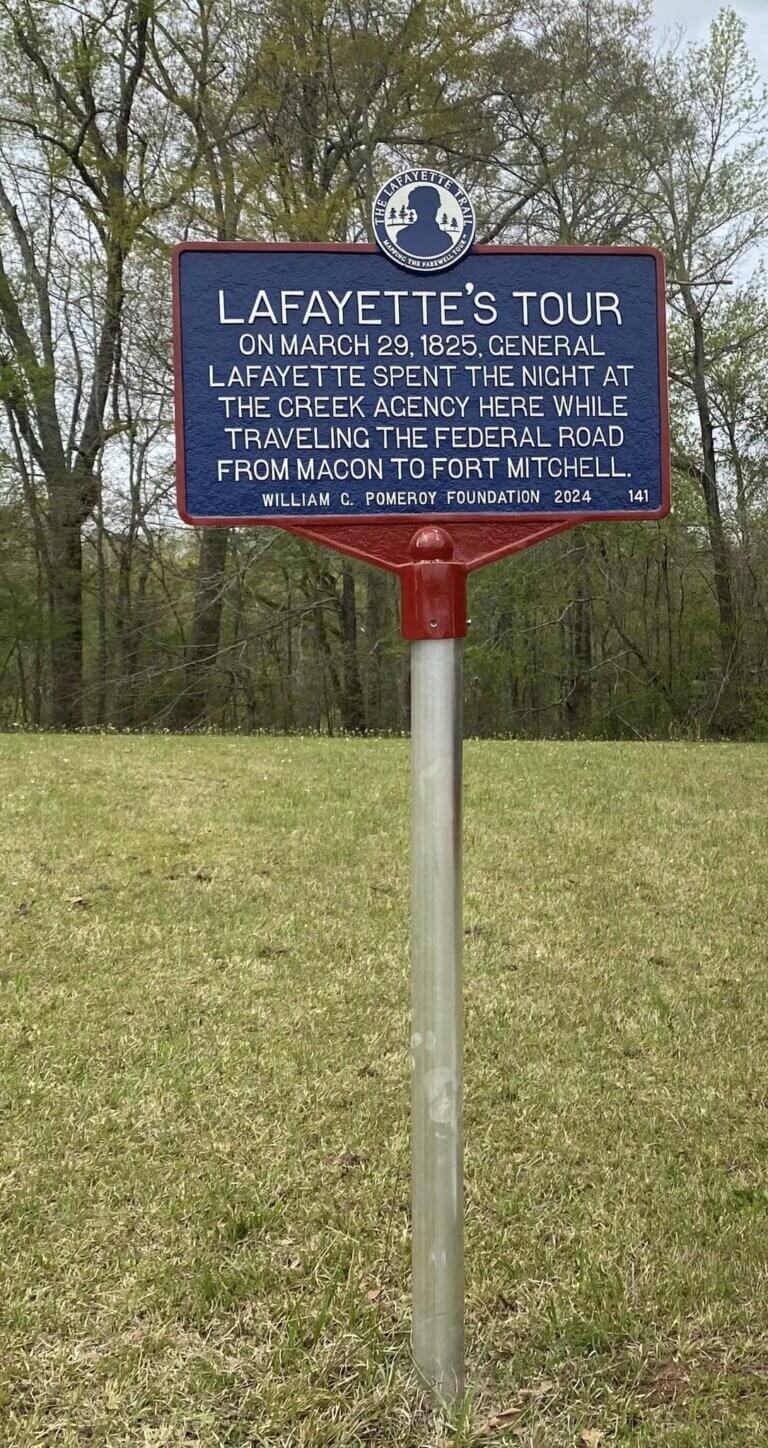 THE LAFAYETTE TRAIL
MAPPING THE FAREWELL TOUR
LAFAYETTE'S TOUR
ON MARCH 29, 1825, GENERAL
LAFAYETTE SPENT THE NIGHT AT
THE CREEK AGENCY HERE WHILE
TRAVELING THE FEDERAL ROAD
FROM MACON TO FORT MITCHELL.
WILLIAM G. POMEROY FOUNDATION 2024 141